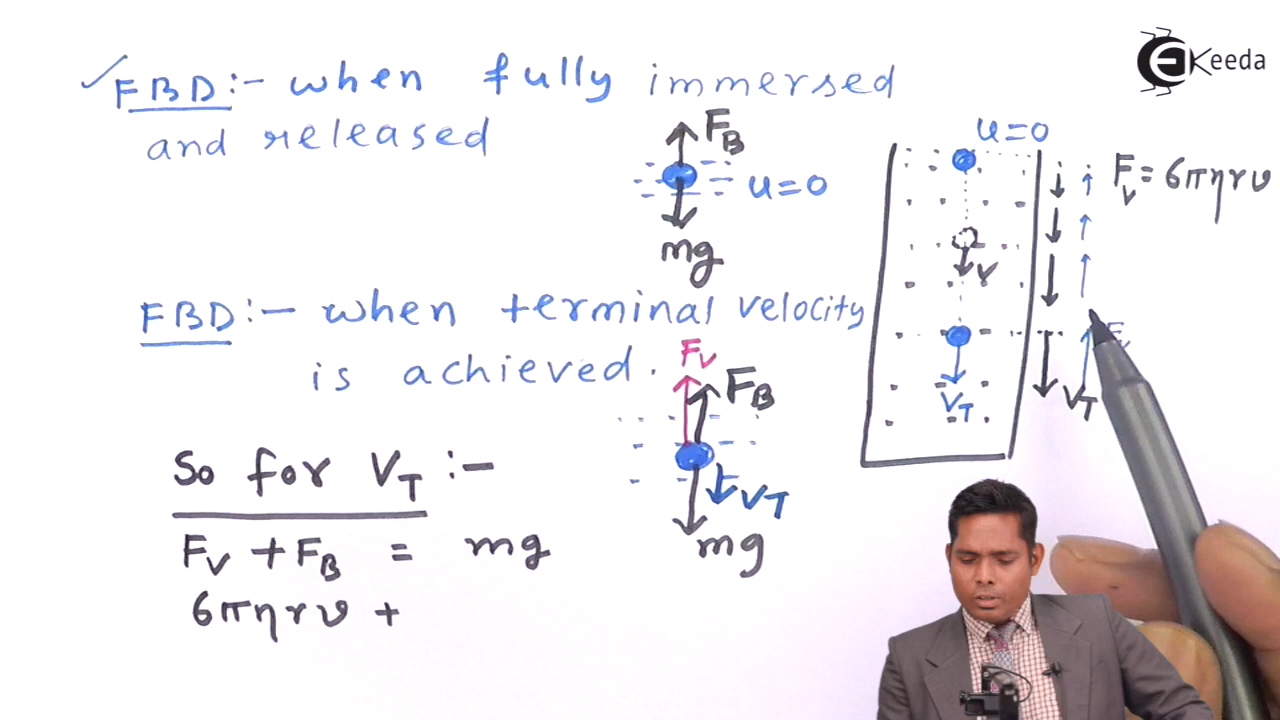 EKeeda
✓FBD:- when fully immersed
and released
F_B
u=0
mg
u=0
F_v = 6πηrv
v
V_T
F_v
V_T
FBD:- when terminal velocity
is achieved.
F_v
F_B
V_T
mg
So for V_T :-
F_v + F_B = mg
6πηrv +